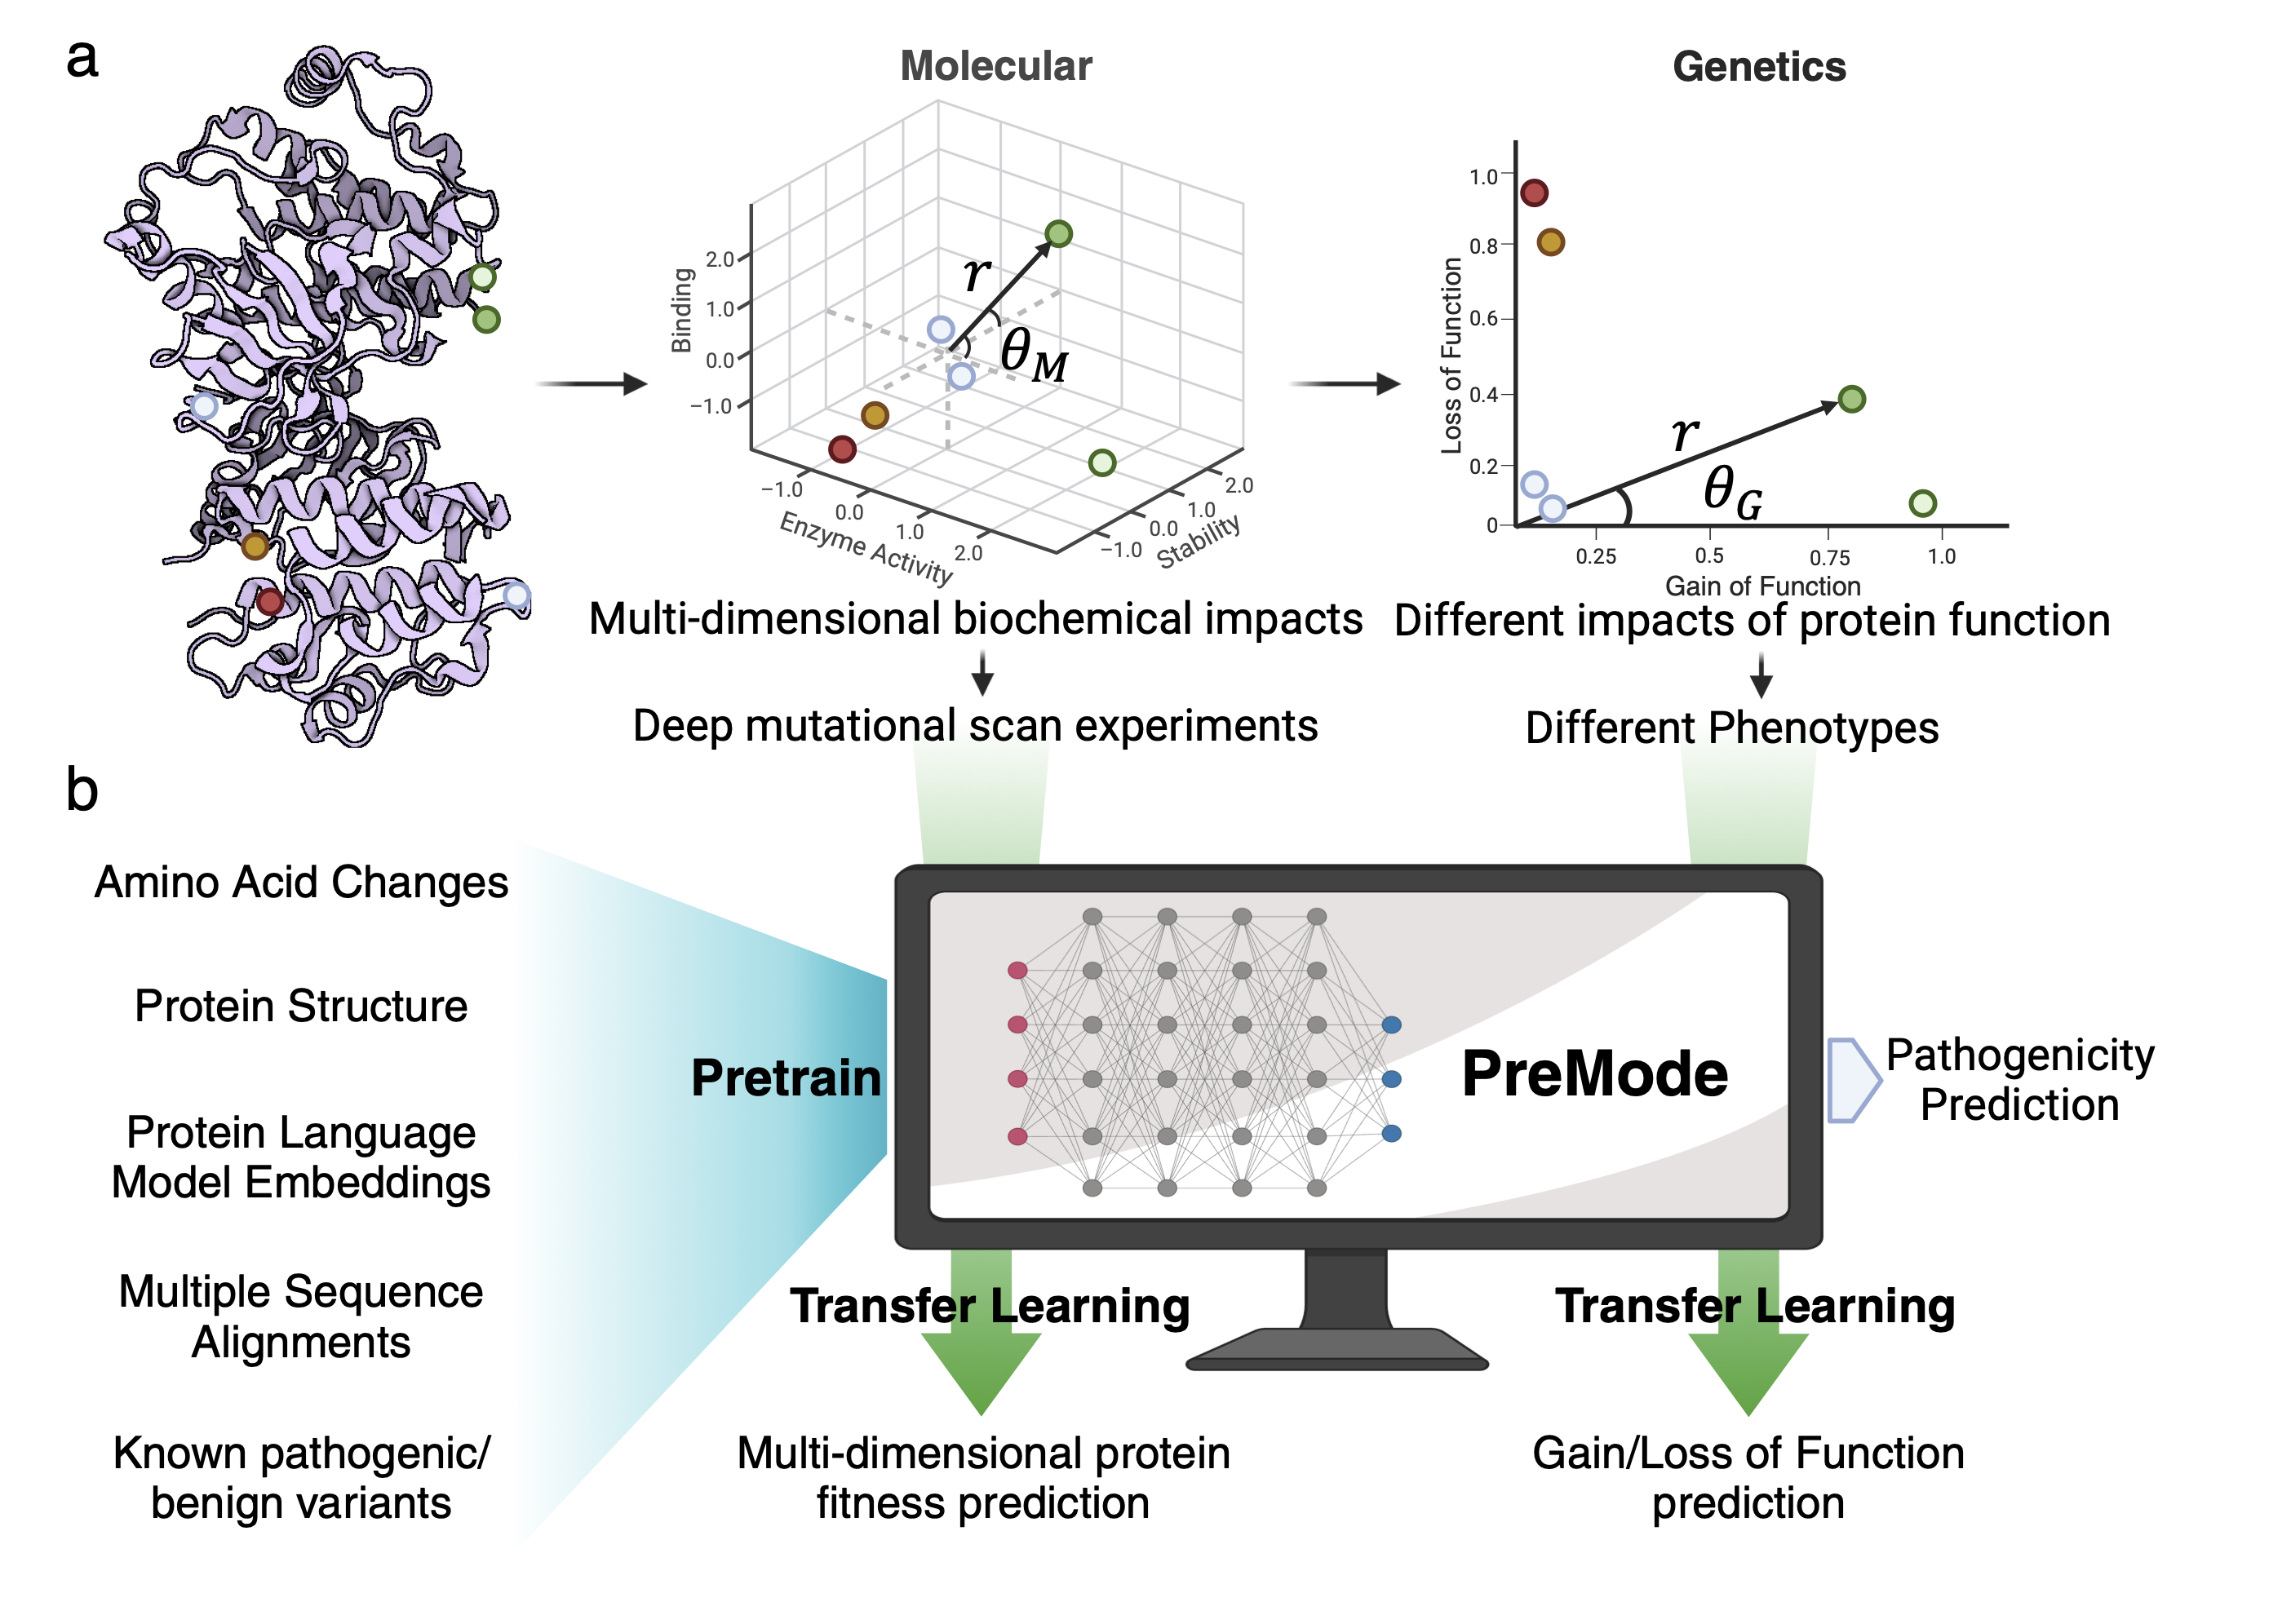 a
Molecular
Genetics
Binding
2.0
1.0
0.0
−1.0
−1.0
0.0
1.0
2.0
Enzyme Activity
−1.0
0.0
1.0
2.0
Stability
r
θM
Loss of Function
1.0
0.8
0.6
0.4
0.2
0
0.25
0.5
0.75
1.0
Gain of Function
r
θG
Multi-dimensional biochemical impacts
Different impacts of protein function
Deep mutational scan experiments
Different Phenotypes
b
Amino Acid Changes
Protein Structure
Protein Language
Model Embeddings
Multiple Sequence
Alignments
Known pathogenic/
benign variants
Pretrain
PreMode
Pathogenicity
Prediction
Transfer Learning
Transfer Learning
Multi-dimensional protein
fitness prediction
Gain/Loss of Function
prediction